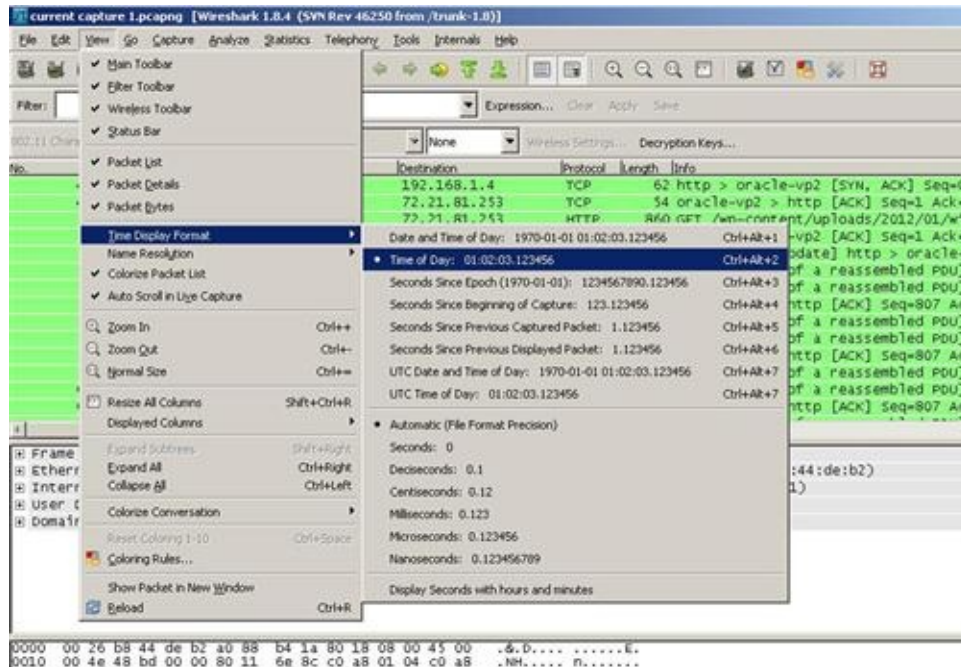 current capture 1.pcapng [Wireshark 1.8.4 (SVN Rev 46250 from /trunk-1.8)]
File Edit View Go Capture Analyze Statistics Telephony Tools Internals Help
Filter: Expression... Clear Apply Save
802.11 None Wireless Settings... Decryption Keys...
Main Toolbar
Filter Toolbar
Wireless Toolbar
Status Bar
Packet List
Packet Details
Packet Bytes
Time Display Format
Name Resolution
Colorize Packet List
Auto Scroll in Live Capture
Zoom In Ctrl++
Zoom Out Ctrl+-
Normal Size Ctrl+=
Resize All Columns Shift+Ctrl+R
Displayed Columns
Expand Subtrees Shift+Right
Expand All Ctrl+Right
Collapse All Ctrl+Left
Colorize Conversation
Reset Coloring 1-10 Ctrl+Space
Coloring Rules...
Show Packet in New Window
Reload Ctrl+R
No. Destination Protocol Length Info
192.168.1.4 TCP 62 http > oracle-vp2 [SYN, ACK] Seq=0
72.21.81.253 TCP 54 oracle-vp2 > http [ACK] Seq=1 Ack
72.21.81.253 HTTP 860 GET /wp-content/uploads/2012/01/w
Date and Time of Day: 1970-01-01 01:02:03.123456 Ctrl+Alt+1
Time of Day: 01:02:03.123456 Ctrl+Alt+2
Seconds Since Epoch (1970-01-01): 1234567890.123456 Ctrl+Alt+3
Seconds Since Beginning of Capture: 123.123456 Ctrl+Alt+4
Seconds Since Previous Captured Packet: 1.123456 Ctrl+Alt+5
Seconds Since Previous Displayed Packet: 1.123456 Ctrl+Alt+6
UTC Date and Time of Day: 1970-01-01 01:02:03.123456 Ctrl+Alt+7
UTC Time of Day: 01:02:03.123456 Ctrl+Alt+7
Automatic (File Format Precision)
Seconds: 0
Deciseconds: 0.1
Centiseconds: 0.12
Milliseconds: 0.123
Microseconds: 0.123456
Nanoseconds: 0.123456789
Display Seconds with hours and minutes
-vp2 [ACK] Seq=1 Ack
date] http > oracle-
of a reassembled PDU]
of a reassembled PDU]
http [ACK] Seq=807 A
of a reassembled PDU]
of a reassembled PDU]
http [ACK] Seq=807 A
of a reassembled PDU]
of a reassembled PDU]
http [ACK] Seq=807 A
Frame
Ethern :44:de:b2)
Intern 1)
User D
Domain
0000 00 26 b8 44 de b2 a0 88 b4 1a 80 18 08 00 45 00 .&.D.... ......E.
0010 00 4e 48 bd 00 00 80 11 6e 8c c0 a8 01 04 c0 a8 .NH..... n.......